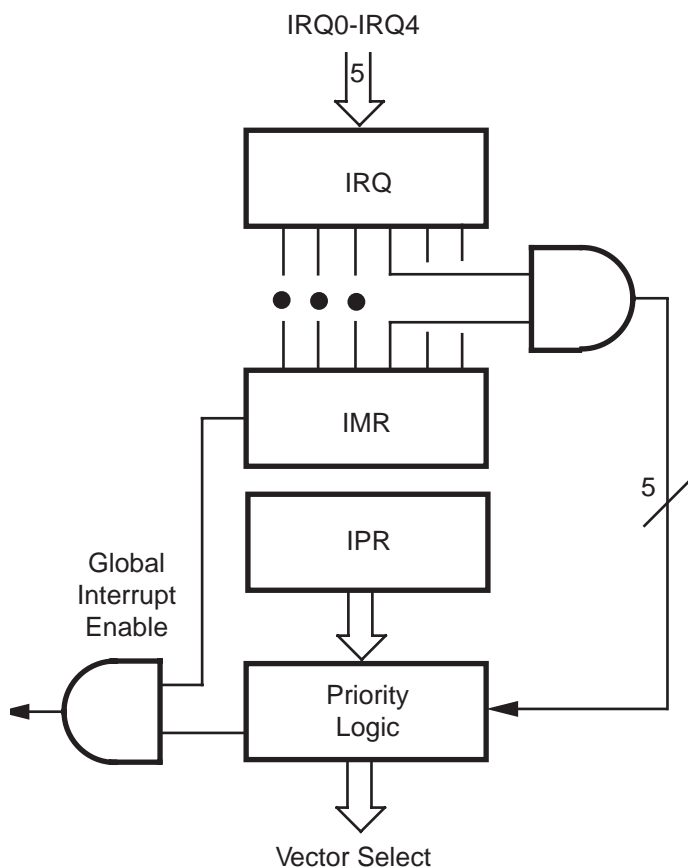 IRQ0-IRQ4
5
IRQ
IMR
5
IPR
Global
Interrupt
Enable
Priority
Logic
Vector Select